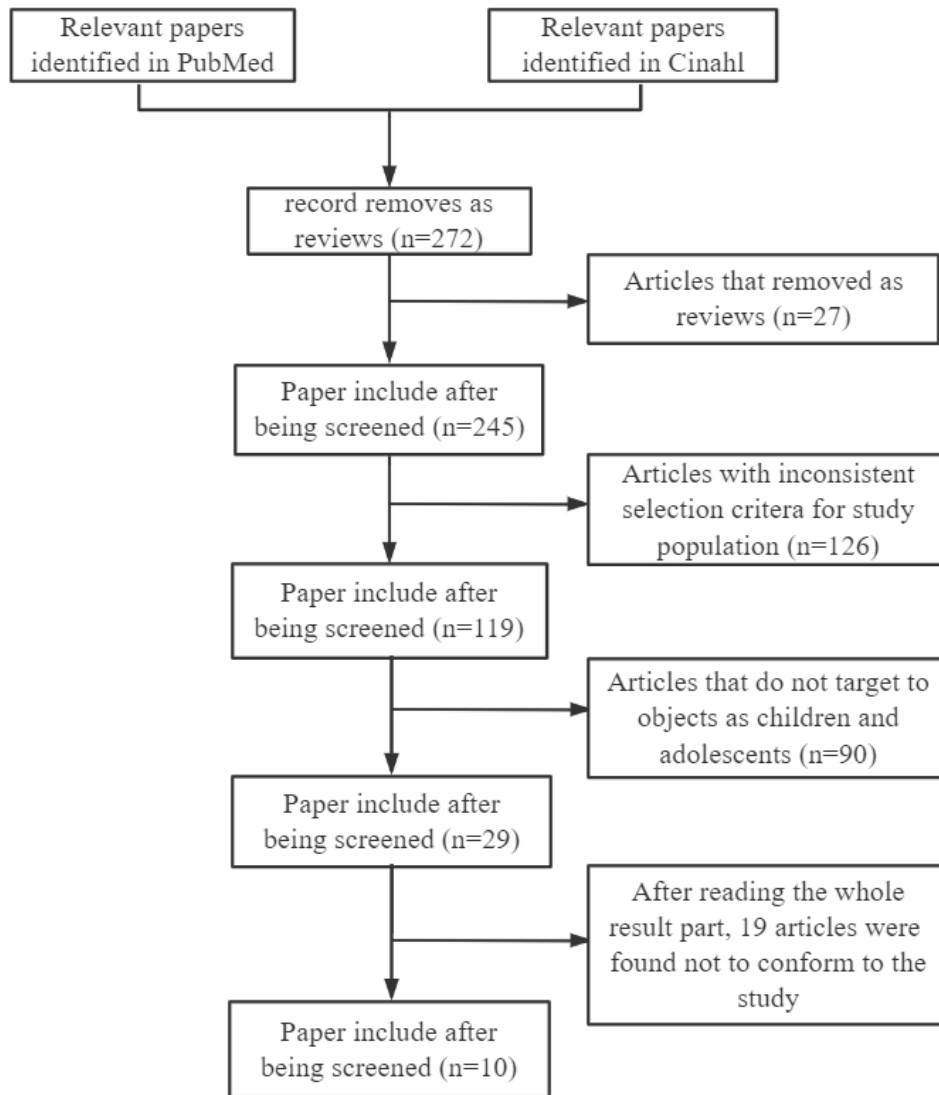 Relevant papers
identified in PubMed
Relevant papers
identified in Cinahl
record removes as
reviews (n=272)
Articles that removed as
reviews (n=27)
Paper include after
being screened (n=245)
Articles with inconsistent
selection critera for study
population (n=126)
Paper include after
being screened (n=119)
Articles that do not target to
objects as children and
adolescents (n=90)
Paper include after
being screened (n=29)
After reading the whole
result part, 19 articles were
found not to conform to the
study
Paper include after
being screened (n=10)